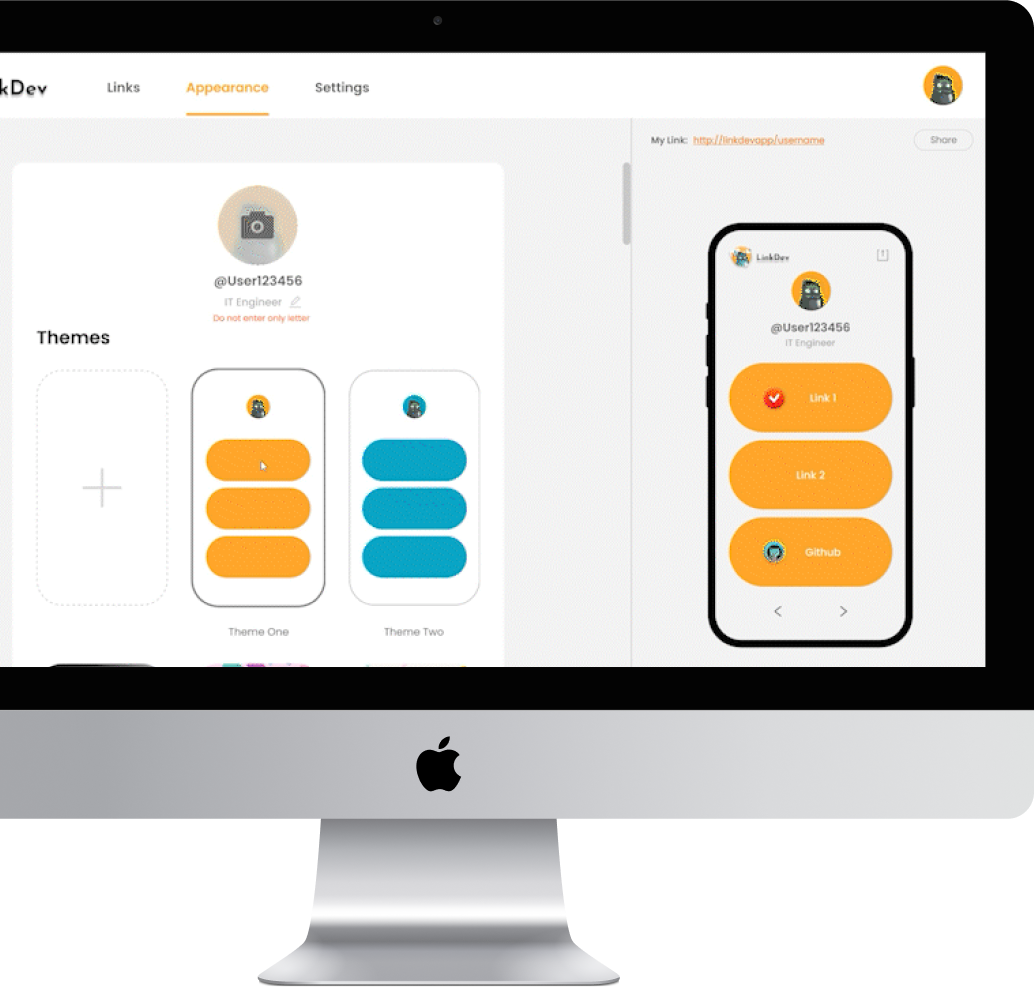 kDev
Links
Appearance
Settings
My Link: http://linkdevapp/username
Share
@User123456
IT Engineer
Do not enter only letter
Themes
Theme One
Theme Two
LinkDev
@User123456
IT Engineer
Link 1
Link 2
Github